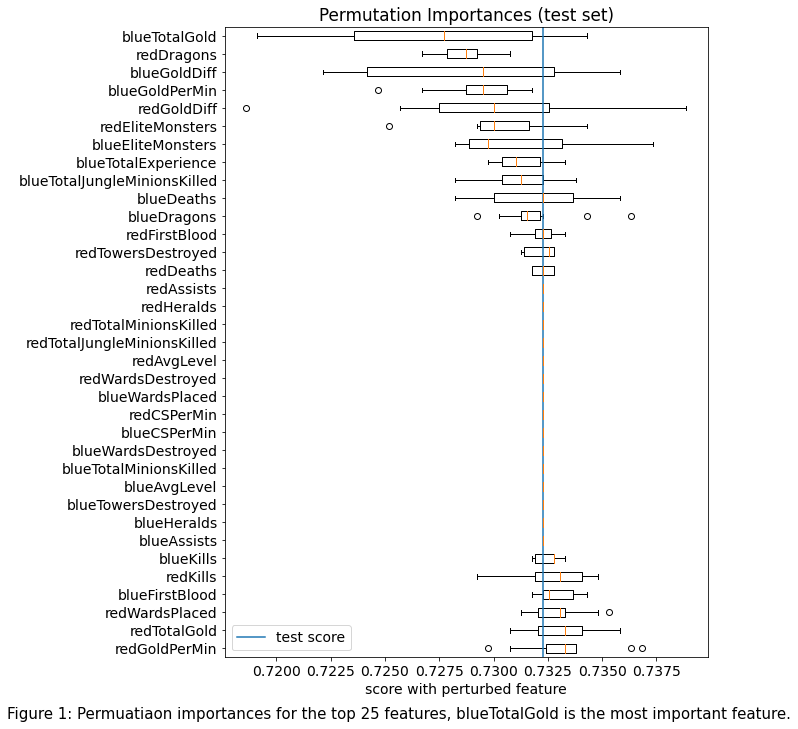 Permutation Importances (test set)
blueTotalGold
redDragons
blueGoldDiff
blueGoldPerMin
redGoldDiff
redEliteMonsters
blueEliteMonsters
blueTotalExperience
blueTotalJungleMinionsKilled
blueDeaths
blueDragons
redFirstBlood
redTowersDestroyed
redDeaths
redAssists
redHeralds
redTotalMinionsKilled
redTotalJungleMinionsKilled
redAvgLevel
redWardsDestroyed
blueWardsPlaced
redCSPerMin
blueCSPerMin
blueWardsDestroyed
blueTotalMinionsKilled
blueAvgLevel
blueTowersDestroyed
blueHeralds
blueAssists
blueKills
redKills
blueFirstBlood
redWardsPlaced
redTotalGold
redGoldPerMin
test score
0.7200 0.7225 0.7250 0.7275 0.7300 0.7325 0.7350 0.7375
score with perturbed feature
Figure 1: Permuatiaon importances for the top 25 features, blueTotalGold is the most important feature.